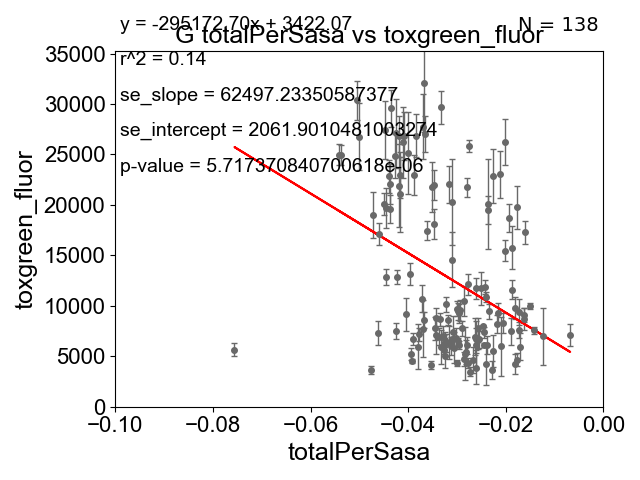 y = -295172.70x + 3422.07
N = 138
G totalPerSasa vs toxgreen_fluor
r^2 = 0.14
se_slope = 62497.23350587377
se_intercept = 2061.9010481003274
p-value = 5.717370840700618e-06
toxgreen_fluor
35000
30000
25000
20000
15000
10000
5000
0
−0.10
−0.08
−0.06
−0.04
−0.02
0.00
totalPerSasa